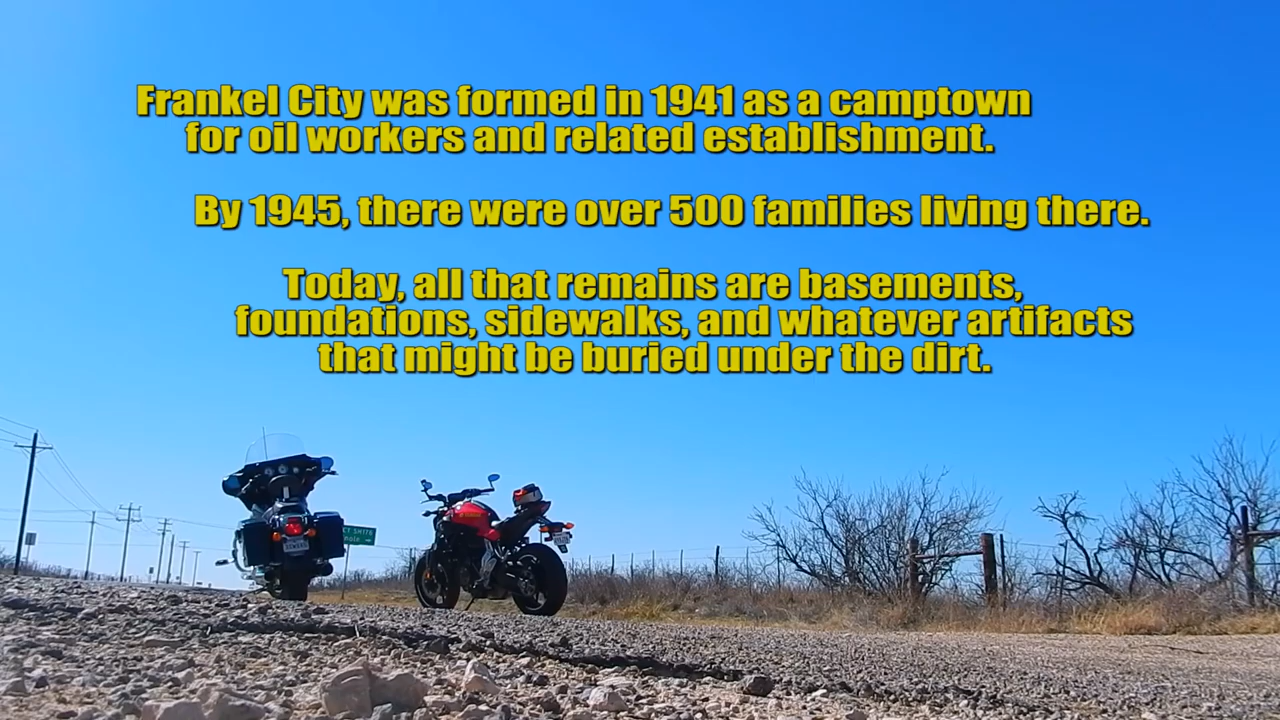 Frankel City was formed in 1941 as a camptown
for oil workers and related establishment.
By 1945, there were over 500 families living there.
Today, all that remains are basements,
foundations, sidewalks, and whatever artifacts
that might be buried under the dirt.